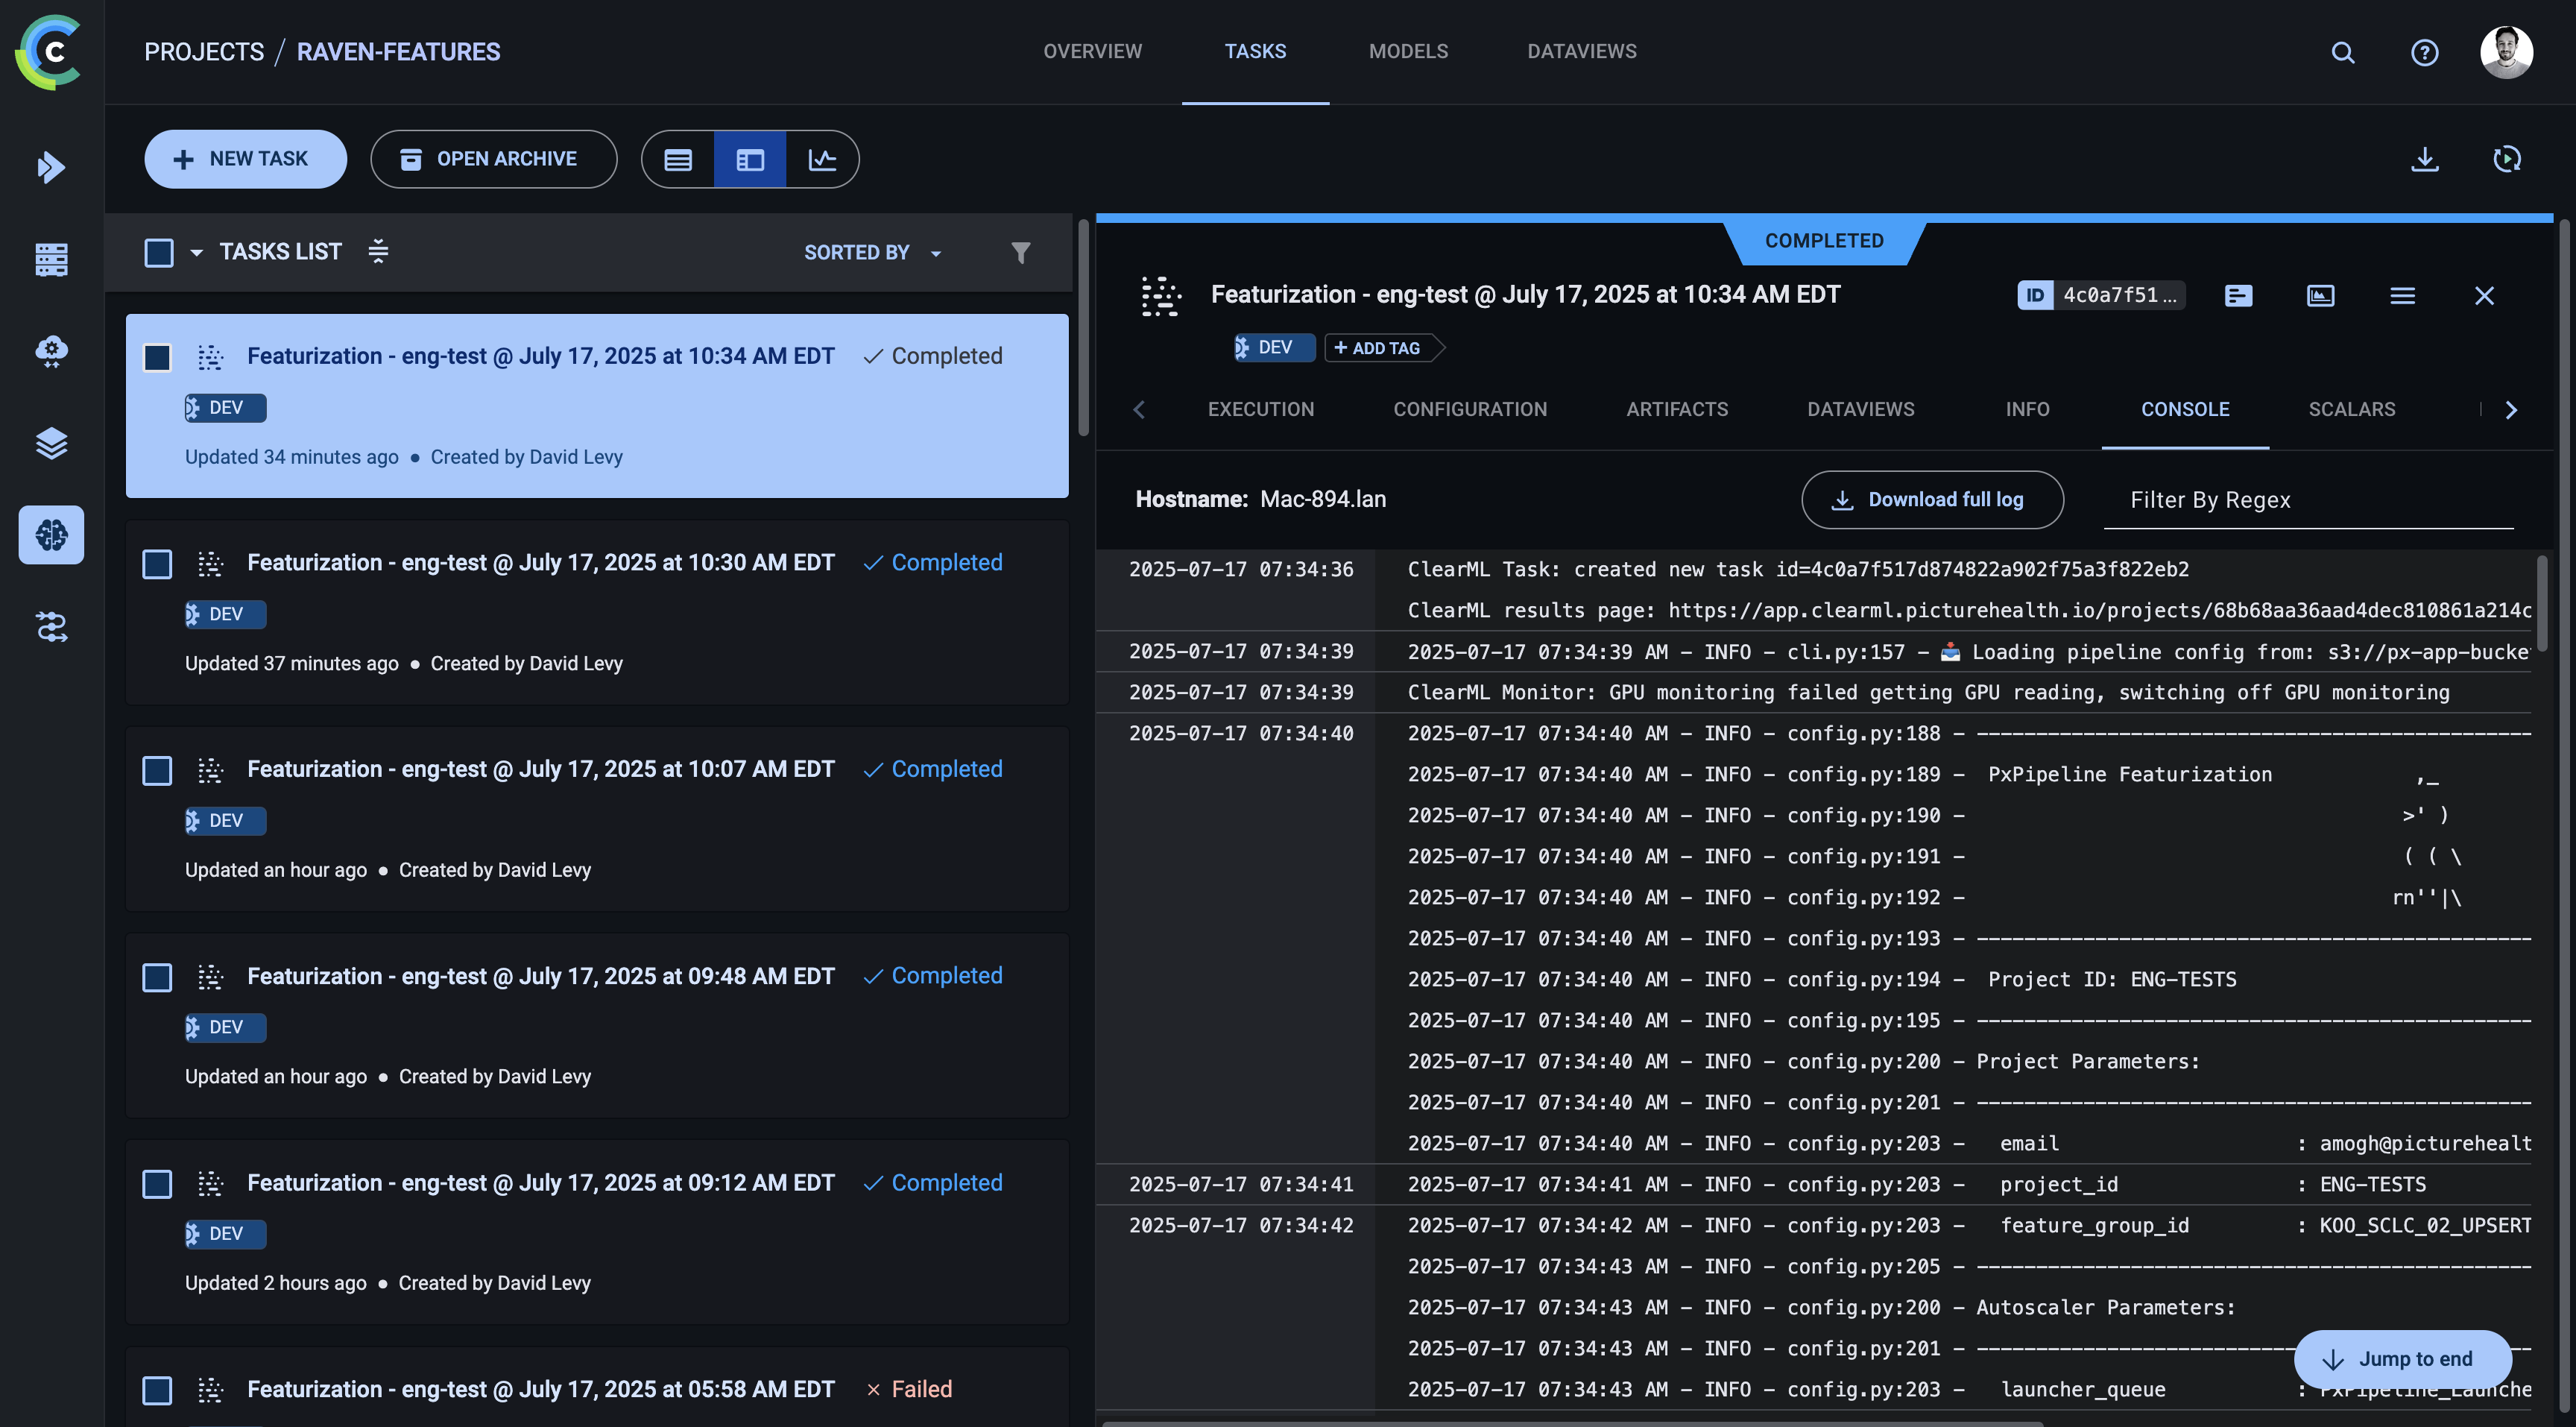 C
PROJECTS / RAVEN-FEATURES
OVERVIEW
TASKS
MODELS
DATAVIEWS
+ NEW TASK
OPEN ARCHIVE
TASKS LIST
SORTED BY
Featurization - eng-test @ July 17, 2025 at 10:34 AM EDT
Completed
DEV
Updated 34 minutes ago ● Created by David Levy
Featurization - eng-test @ July 17, 2025 at 10:30 AM EDT
Completed
DEV
Updated 37 minutes ago ● Created by David Levy
Featurization - eng-test @ July 17, 2025 at 10:07 AM EDT
Completed
DEV
Updated an hour ago ● Created by David Levy
Featurization - eng-test @ July 17, 2025 at 09:48 AM EDT
Completed
DEV
Updated an hour ago ● Created by David Levy
Featurization - eng-test @ July 17, 2025 at 09:12 AM EDT
Completed
DEV
Updated 2 hours ago ● Created by David Levy
Featurization - eng-test @ July 17, 2025 at 05:58 AM EDT
Failed
COMPLETED
Featurization - eng-test @ July 17, 2025 at 10:34 AM EDT
ID 4c0a7f51...
DEV
+ ADD TAG
EXECUTION
CONFIGURATION
ARTIFACTS
DATAVIEWS
INFO
CONSOLE
SCALARS
Hostname: Mac-894.lan
Download full log
Filter By Regex
2025-07-17 07:34:36 ClearML Task: created new task id=4c0a7f517d874822a902f75a3f822eb2
ClearML results page: https://app.clearml.picturehealth.io/projects/68b68aa36aad4dec810861a214c
2025-07-17 07:34:39 2025-07-17 07:34:39 AM - INFO - cli.py:157 - 📥 Loading pipeline config from: s3://px-app-bucke
2025-07-17 07:34:39 ClearML Monitor: GPU monitoring failed getting GPU reading, switching off GPU monitoring
2025-07-17 07:34:40 2025-07-17 07:34:40 AM - INFO - config.py:188 - -----------------------------------------------
2025-07-17 07:34:40 AM - INFO - config.py:189 -  PxPipeline Featurization            ,_
2025-07-17 07:34:40 AM - INFO - config.py:190 -                                     >' )
2025-07-17 07:34:40 AM - INFO - config.py:191 -                                     ( ( \
2025-07-17 07:34:40 AM - INFO - config.py:192 -                                    rn''|\
2025-07-17 07:34:40 AM - INFO - config.py:193 - -----------------------------------------------
2025-07-17 07:34:40 AM - INFO - config.py:194 -  Project ID: ENG-TESTS
2025-07-17 07:34:40 AM - INFO - config.py:195 - -----------------------------------------------
2025-07-17 07:34:40 AM - INFO - config.py:200 - Project Parameters:
2025-07-17 07:34:40 AM - INFO - config.py:201 - -----------------------------------------------
2025-07-17 07:34:40 AM - INFO - config.py:203 -   email                    : amogh@picturehealt
2025-07-17 07:34:41 2025-07-17 07:34:41 AM - INFO - config.py:203 -   project_id               : ENG-TESTS
2025-07-17 07:34:42 2025-07-17 07:34:42 AM - INFO - config.py:203 -   feature_group_id         : KOO_SCLC_02_UPSERT
2025-07-17 07:34:43 AM - INFO - config.py:205 - -----------------------------------------------
2025-07-17 07:34:43 AM - INFO - config.py:200 - Autoscaler Parameters:
2025-07-17 07:34:43 AM - INFO - config.py:201 - -----------------------------------------------
2025-07-17 07:34:43 AM - INFO - config.py:203 -   launcher_queue           : PxPipeline_Launche
Jump to end